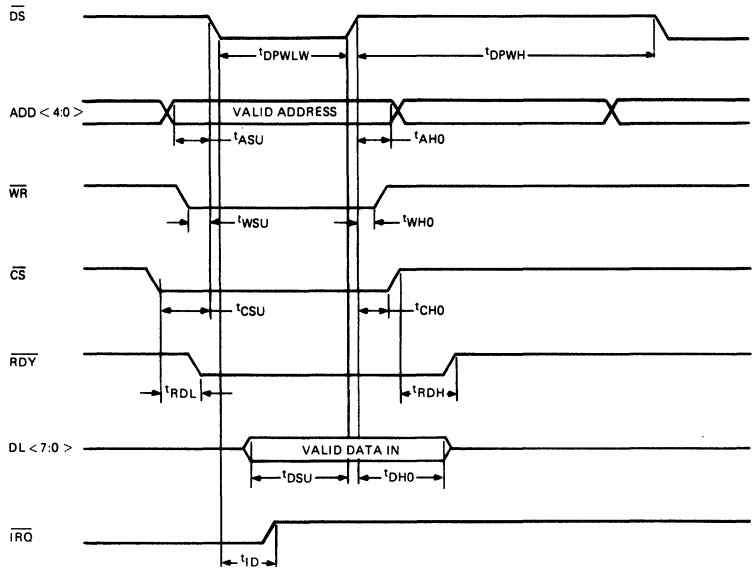 DS
tDPWLW
tDPWH
ADD < 4:0 >
VALID ADDRESS
tASU
tAH0
WR
tWSU
tWH0
CS
tCSU
tCH0
RDY
tRDL
tRDH
DL <7:0 >
VALID DATA IN
tDSU
tDH0
IRQ
tID